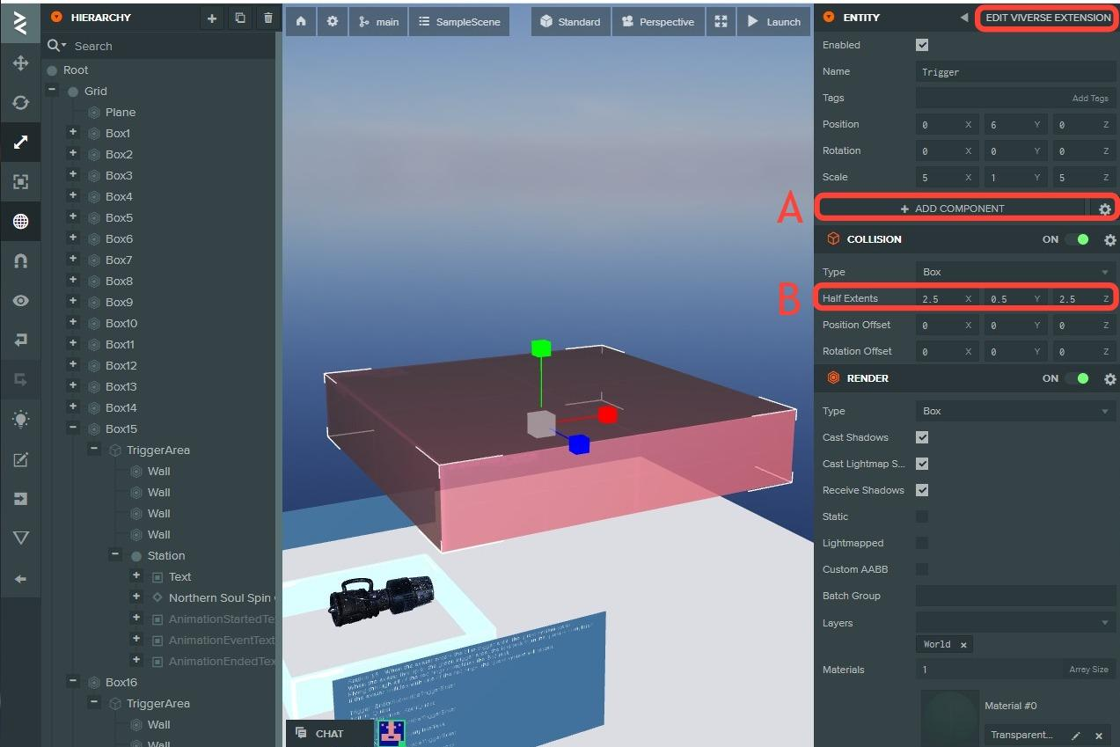 HIERARCHY
Search
Root
Grid
Plane
Box1
Box2
Box3
Box4
Box5
Box6
Box7
Box8
Box9
Box10
Box11
Box12
Box13
Box14
Box15
TriggerArea
Wall
Wall
Wall
Wall
Station
Text
Northern Soul Spin
AnimationStartedTe
AnimationEventText
AnimationEndedTex
Box16
TriggerArea
Wall
Wall
main
SampleScene
Standard
Perspective
Launch
CHAT
A
B
ENTITY
EDIT VIVERSE EXTENSION
Enabled
Name Trigger
Tags Add Tags
Position 0 X 6 Y 0 Z
Rotation 0 X 0 Y 0 Z
Scale 5 X 1 Y 5 Z
+ ADD COMPONENT
COLLISION ON
Type Box
Half Extents 2.5 X 0.5 Y 2.5 Z
Position Offset 0 X 0 Y 0 Z
Rotation Offset 0 X 0 Y 0 Z
RENDER ON
Type Box
Cast Shadows
Cast Lightmap S...
Receive Shadows
Static
Lightmapped
Custom AABB
Batch Group
Layers
World x
Materials 1 Array Size
Material #0
Transparent...